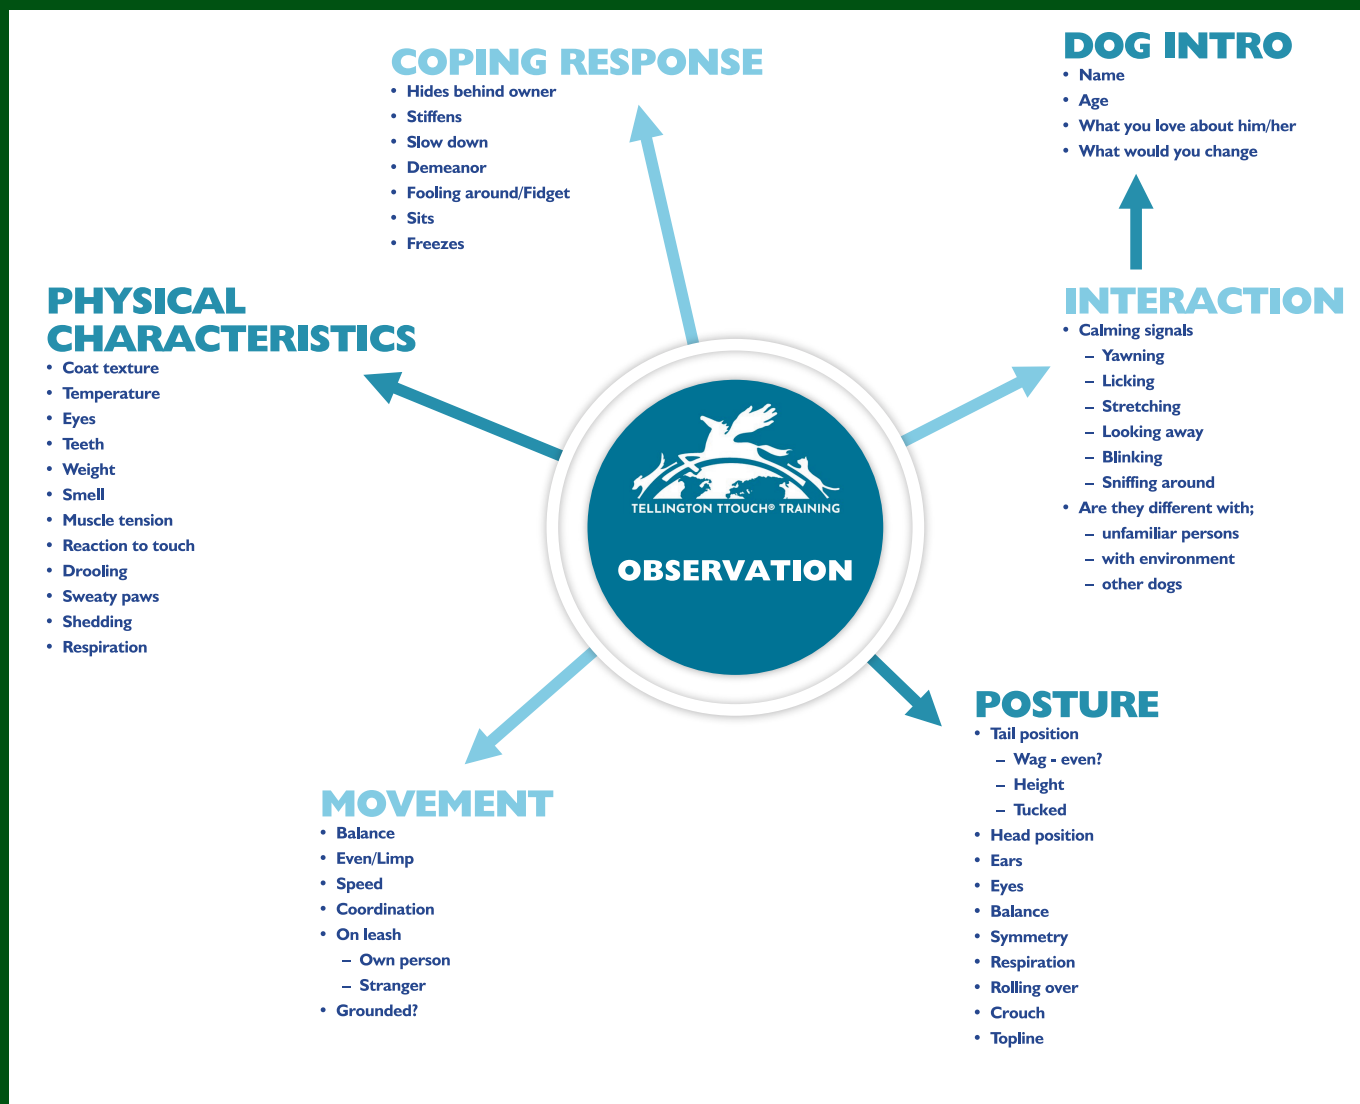 COPING RESPONSE
• Hides behind owner
• Stiffens
• Slow down
• Demeanor
• Fooling around/Fidget
• Sits
• Freezes
DOG INTRO
• Name
• Age
• What you love about him/her
• What would you change
PHYSICAL
CHARACTERISTICS
• Coat texture
• Temperature
• Eyes
• Teeth
• Weight
• Smell
• Muscle tension
• Reaction to touch
• Drooling
• Sweaty paws
• Shedding
• Respiration
TELLINGTON TTOUCH® TRAINING
OBSERVATION
INTERACTION
• Calming signals
– Yawning
– Licking
– Stretching
– Looking away
– Blinking
– Sniffing around
• Are they different with;
– unfamiliar persons
– with environment
– other dogs
MOVEMENT
• Balance
• Even/Limp
• Speed
• Coordination
• On leash
– Own person
– Stranger
• Grounded?
POSTURE
• Tail position
– Wag - even?
– Height
– Tucked
• Head position
• Ears
• Eyes
• Balance
• Symmetry
• Respiration
• Rolling over
• Crouch
• Topline